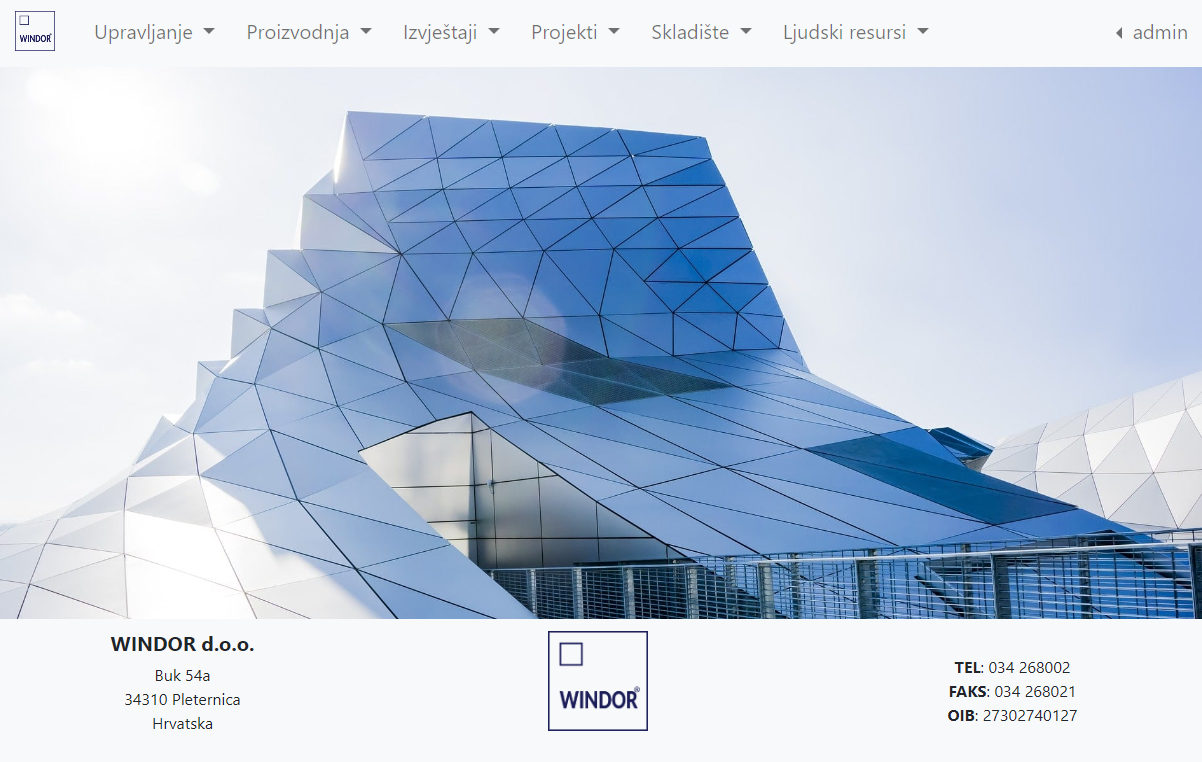 WINDOR®
Upravljanje
Proizvodnja
Izvještaji
Projekti
Skladište
Ljudski resursi
admin
WINDOR d.o.o.
Buk 54a
34310 Pleternica
Hrvatska
WINDOR®
TEL: 034 268002
FAKS: 034 268021
OIB: 27302740127